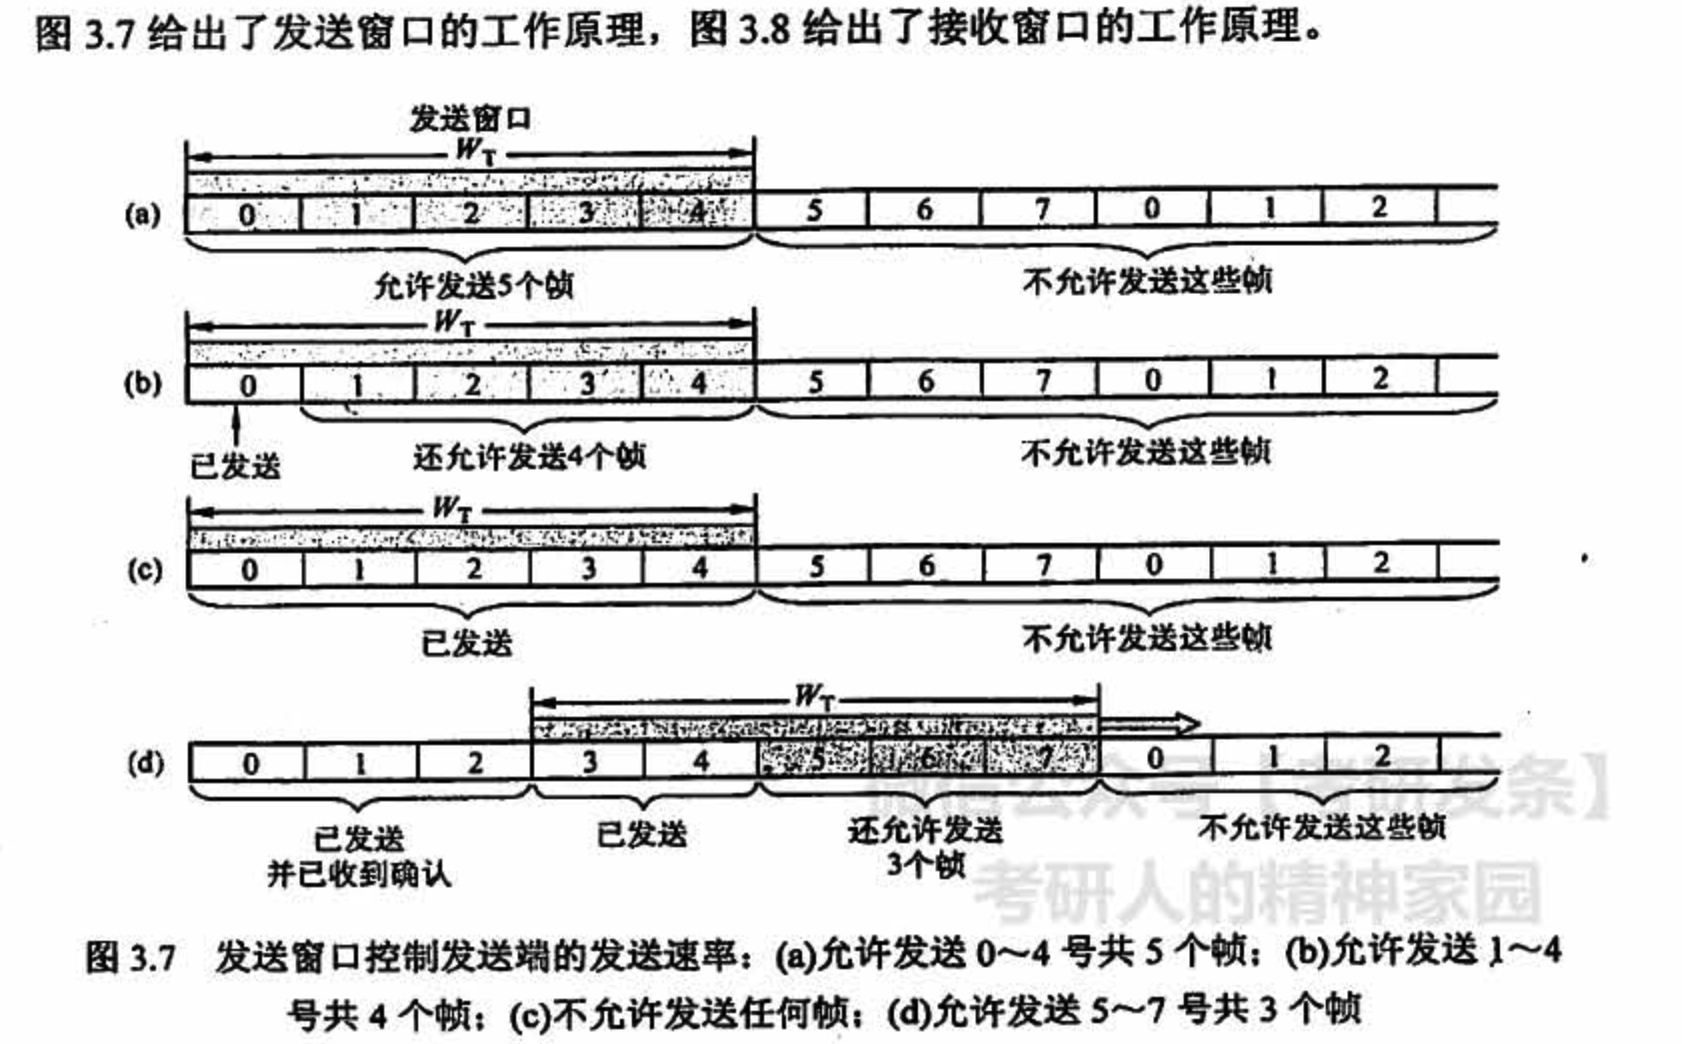 图 3.7 给出了发送窗口的工作原理，图 3.8 给出了接收窗口的工作原理。
发送窗口
WT
(a) 0 1 2 3 4 5 6 7 0 1 2
允许发送5个帧 不允许发送这些帧
WT
(b) 0 1 2 3 4 5 6 7 0 1 2
已发送 还允许发送4个帧 不允许发送这些帧
WT
(c) 0 1 2 3 4 5 6 7 0 1 2
已发送 不允许发送这些帧
WT
(d) 0 1 2 3 4 5 6 7 0 1 2
已发送 已发送 还允许发送 不允许发送这些帧
并已收到确认 3个帧
微信公众号【考研发条】
考研人的精神家园
图 3.7 发送窗口控制发送端的发送速率：(a)允许发送 0～4 号共 5 个帧；(b)允许发送 1～4
号共 4 个帧；(c)不允许发送任何帧；(d)允许发送 5～7 号共 3 个帧